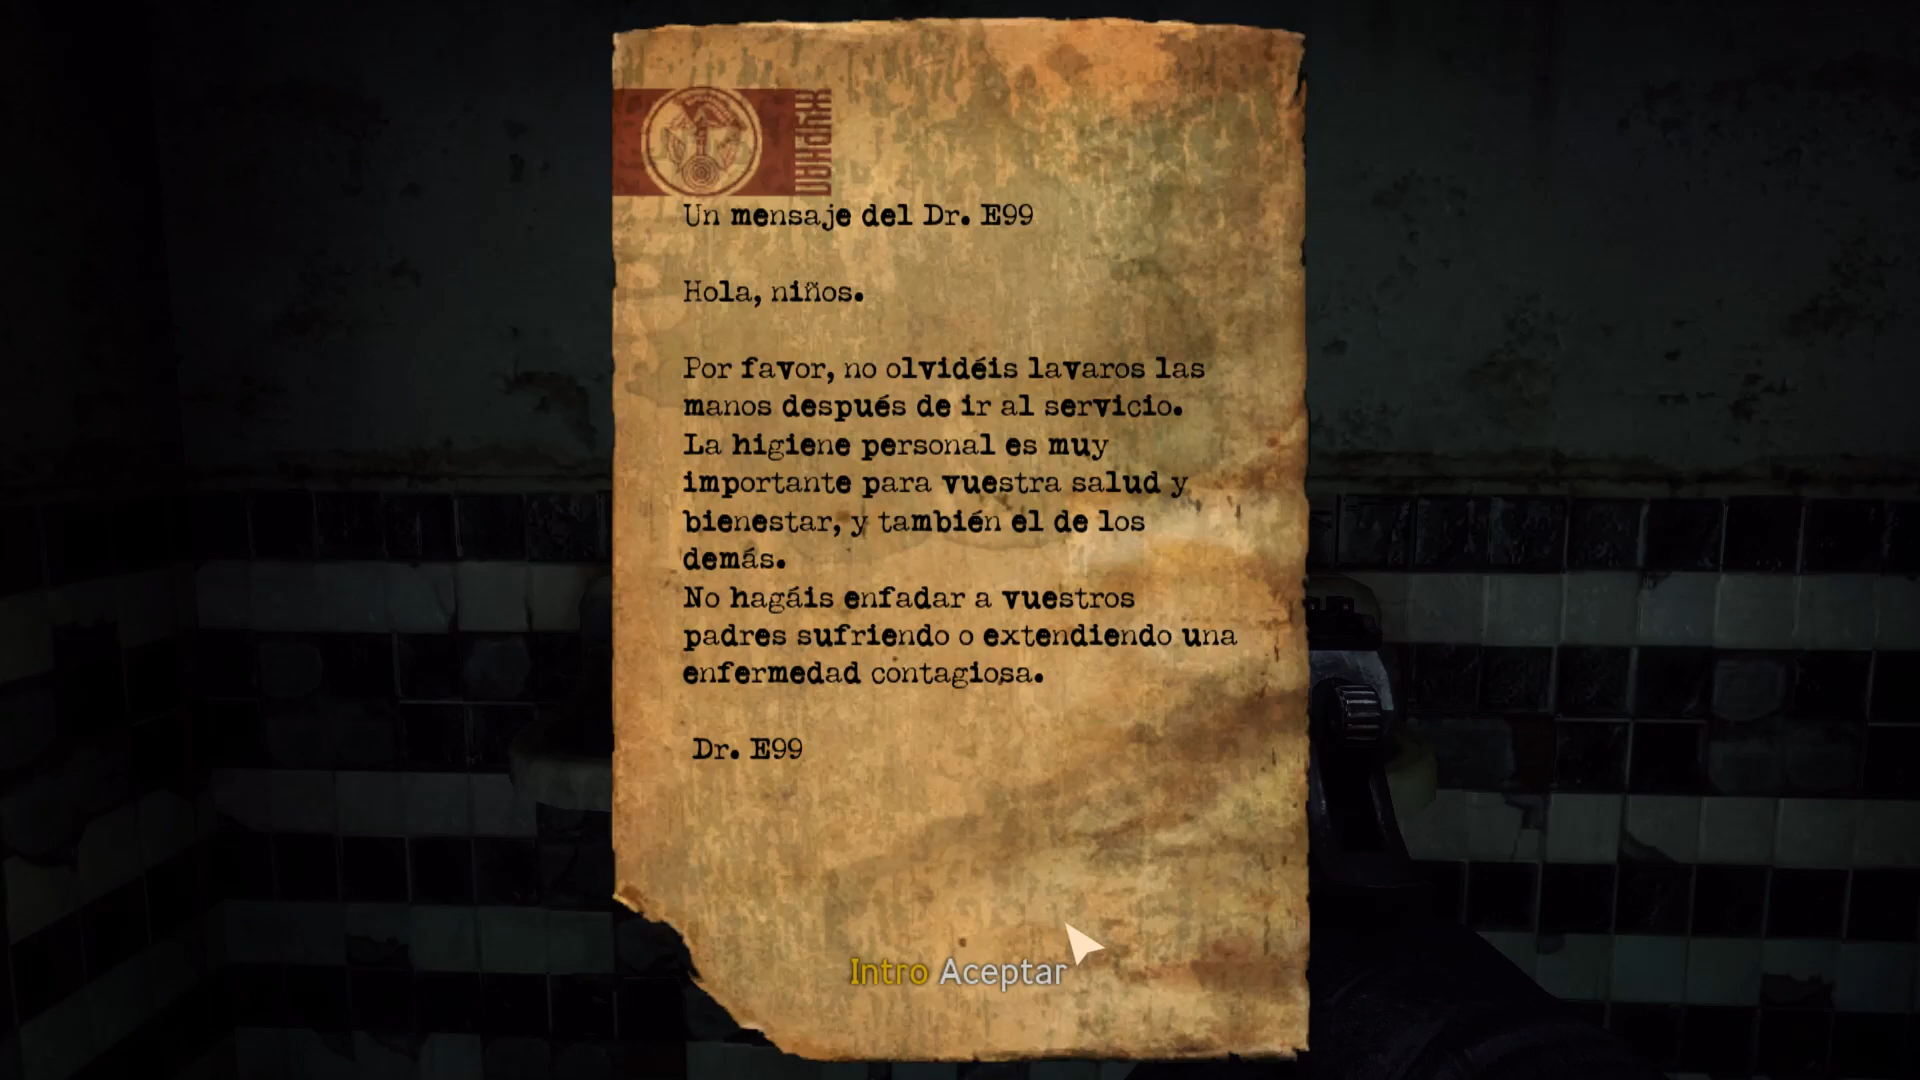 Un mensaje del Dr. E99
Hola, niños.
Por favor, no olvidéis lavaros las
manos después de ir al servicio.
La higiene personal es muy
importante para vuestra salud y
bienestar, y también el de los
demás.
No hagáis enfadar a vuestros
padres sufriendo o extendiendo una
enfermedad contagiosa.
Dr. E99
Intro Aceptar